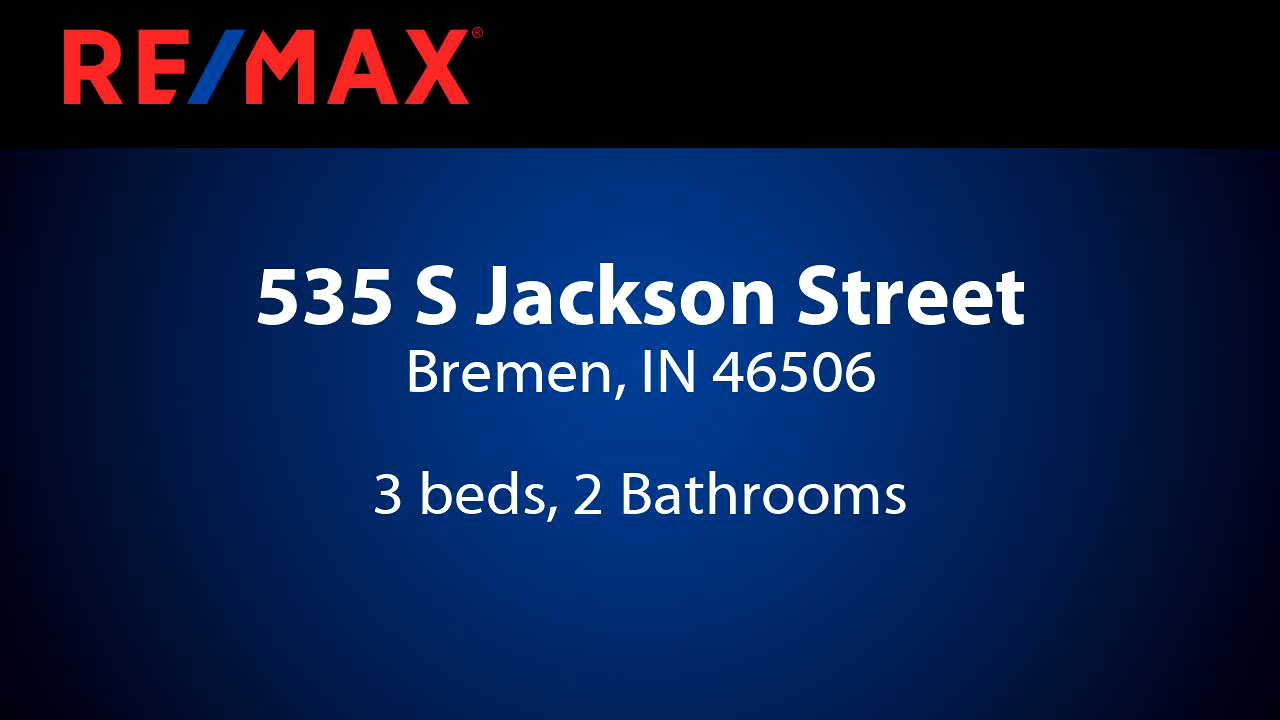 RE/MAX®
535 S Jackson Street
Bremen, IN 46506
3 beds, 2 Bathrooms